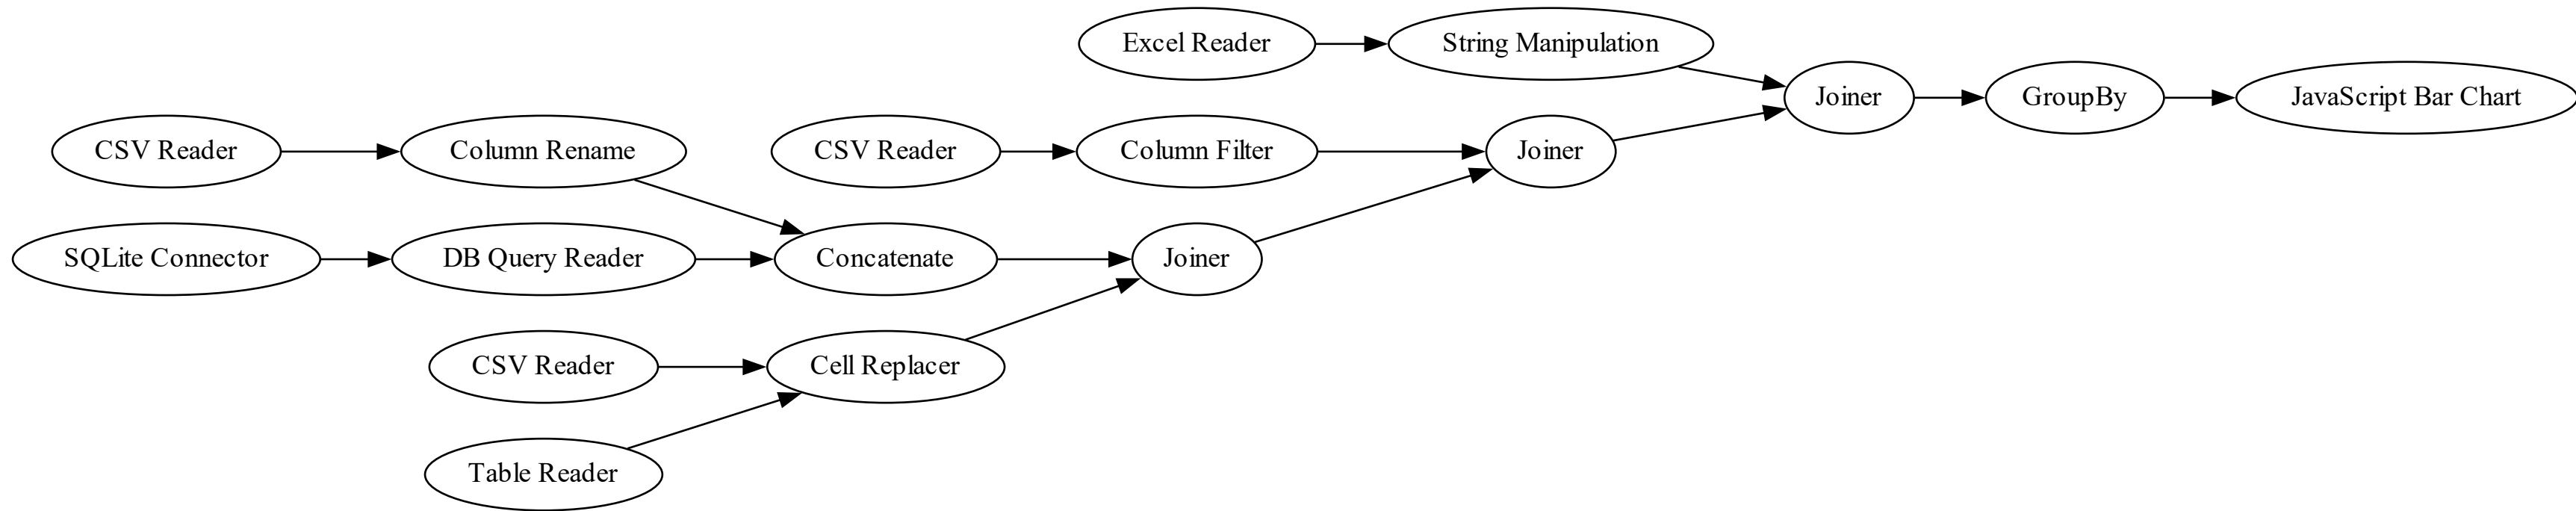 Excel Reader
String Manipulation
Joiner
GroupBy
JavaScript Bar Chart
CSV Reader
Column Rename
CSV Reader
Column Filter
Joiner
SQLite Connector
DB Query Reader
Concatenate
Joiner
CSV Reader
Cell Replacer
Table Reader